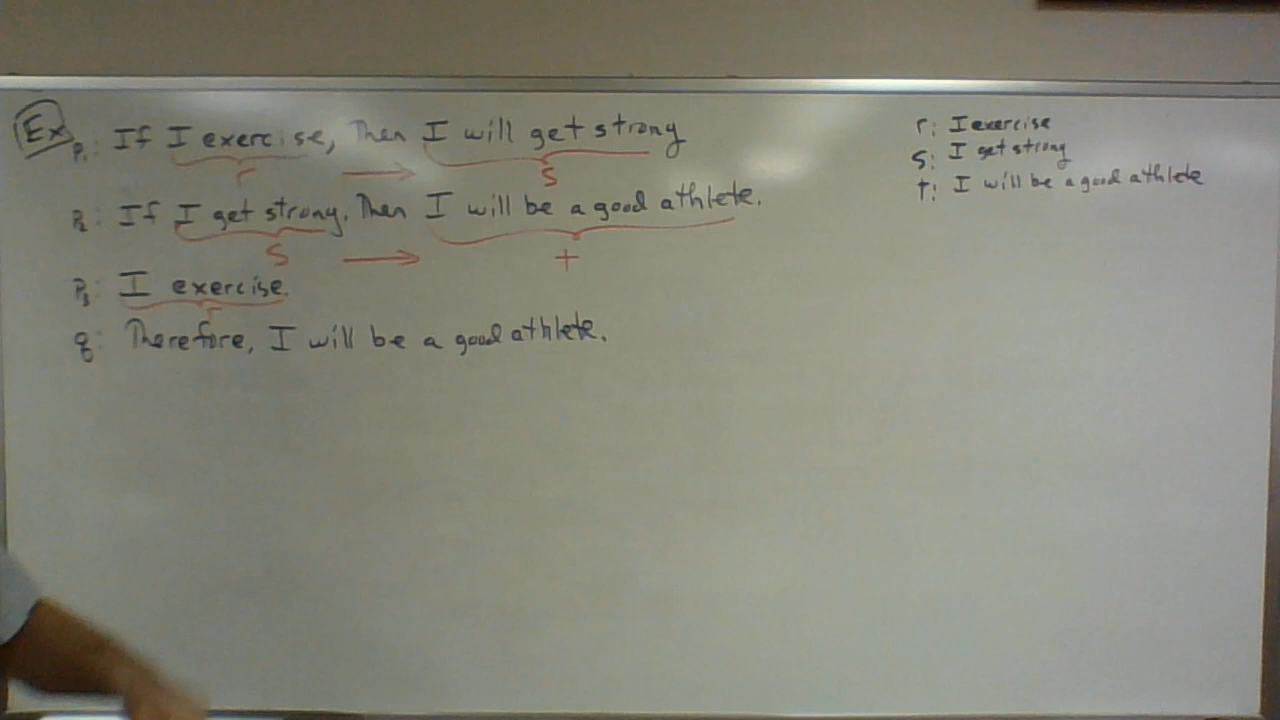 Ex P₁: If I exercise, Then I will get strong
r → s
P₂: If I get strong, Then I will be a good athlete.
s → t
P₃: I exercise.
r
q: Therefore, I will be a good athlete.
r: I exercise
s: I get strong
t: I will be a good athlete